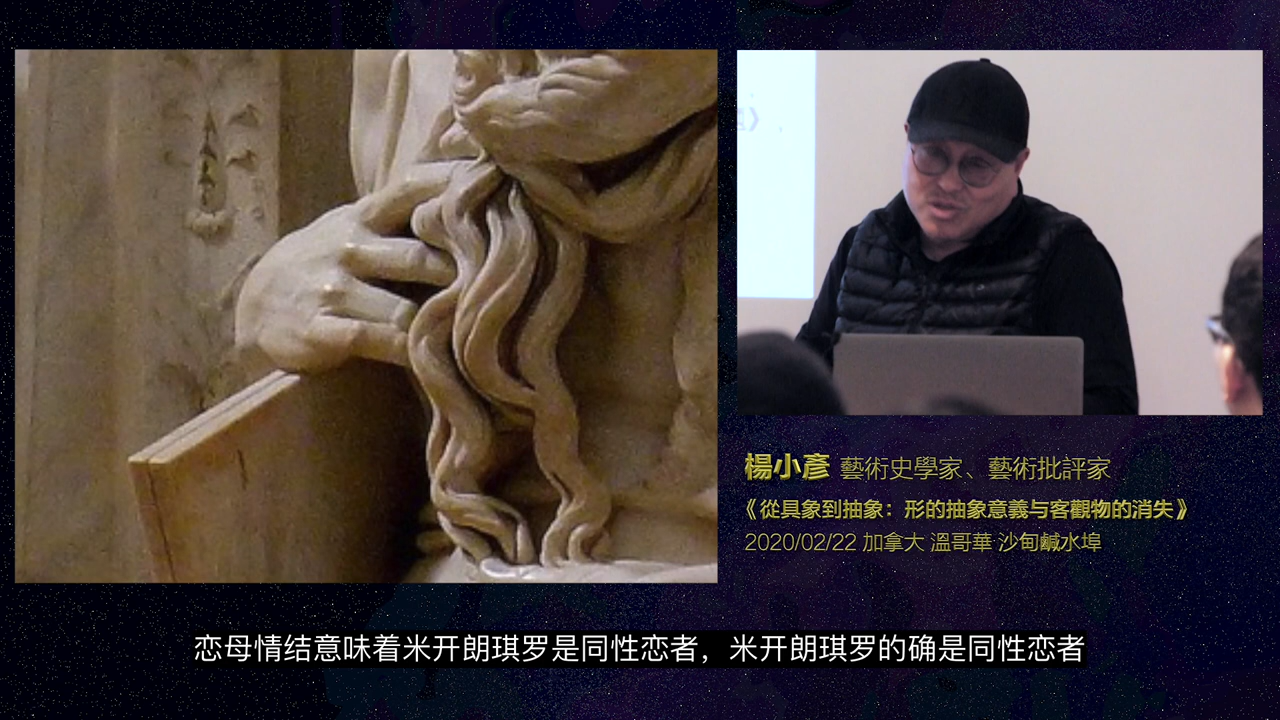 楊小彥 藝術史學家、藝術批評家
《從具象到抽象：形的抽象意義与客觀物的消失》
2020/02/22 加拿大 溫哥華 沙甸鹹水埠
恋母情结意味着米开朗琪罗是同性恋者，米开朗琪罗的确是同性恋者